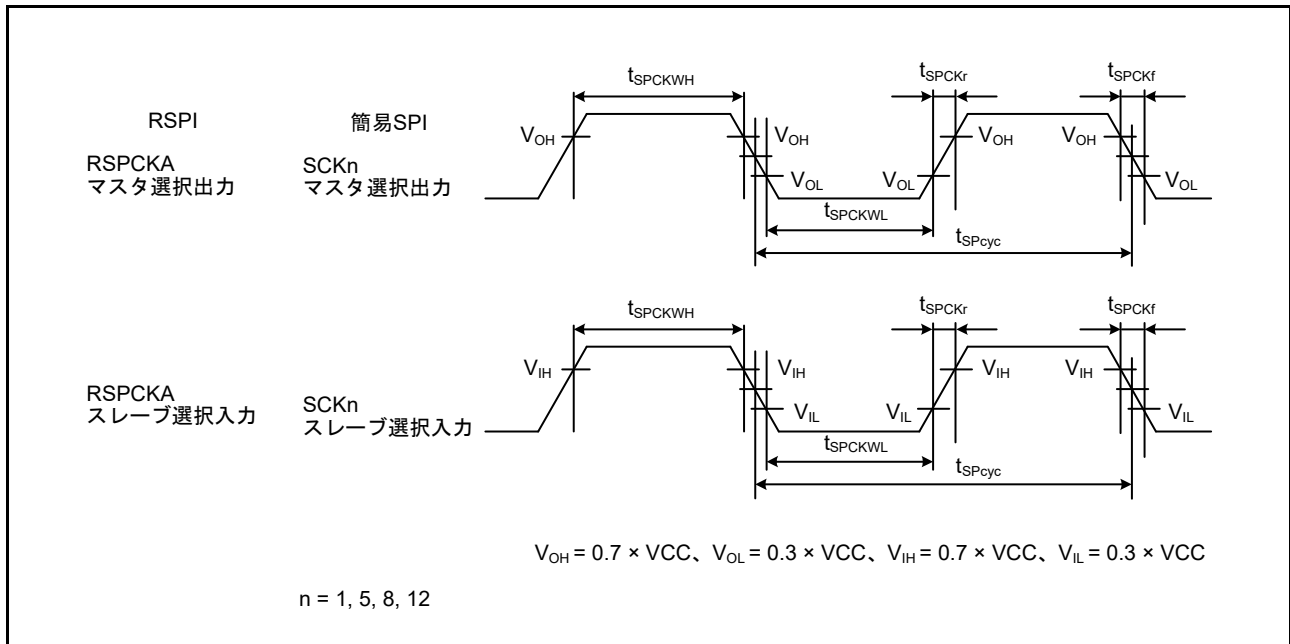 RSPI 簡易SPI
RSPCKA
マスタ選択出力
SCKn
マスタ選択出力
tSPCKWH
tSPCKr
tSPCKf
VOH
VOH
VOH
VOH
VOL
VOL
VOL
tSPCKWL
tSPcyc
RSPCKA
スレーブ選択入力
SCKn
スレーブ選択入力
tSPCKWH
tSPCKr
tSPCKf
VIH
VIH
VIH
VIH
VIL
VIL
VIL
tSPCKWL
tSPcyc
VOH = 0.7 × VCC、VOL = 0.3 × VCC、VIH = 0.7 × VCC、VIL = 0.3 × VCC
n = 1, 5, 8, 12